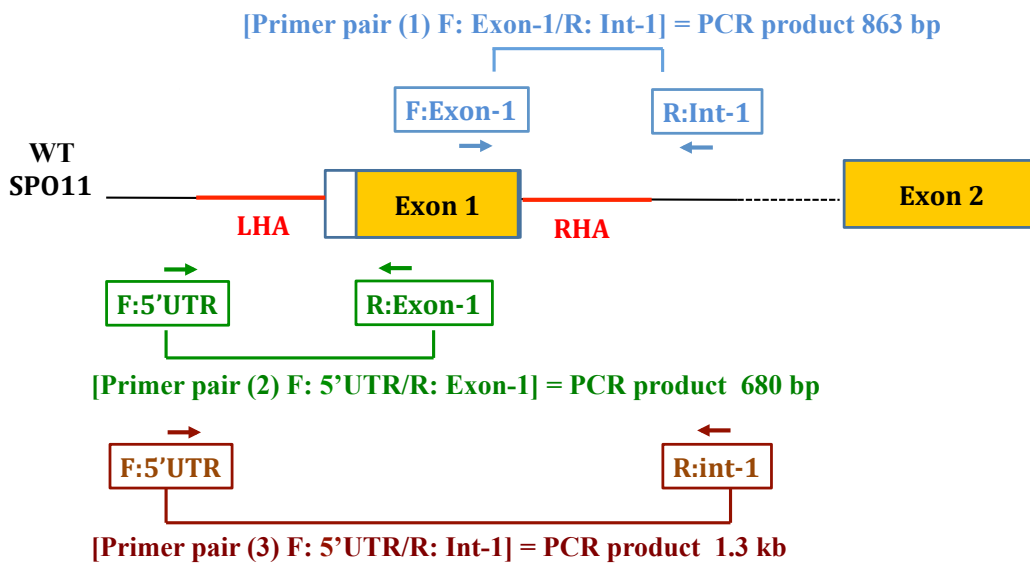 [Primer pair (1) F: Exon-1/R: Int-1] = PCR product 863 bp
F:Exon-1
R:Int-1
WT
SPO11
Exon 1
Exon 2
LHA
RHA
F:5’UTR
R:Exon-1
[Primer pair (2) F: 5’UTR/R: Exon-1] = PCR product 680 bp
F:5’UTR
R:int-1
[Primer pair (3) F: 5’UTR/R: Int-1] = PCR product 1.3 kb